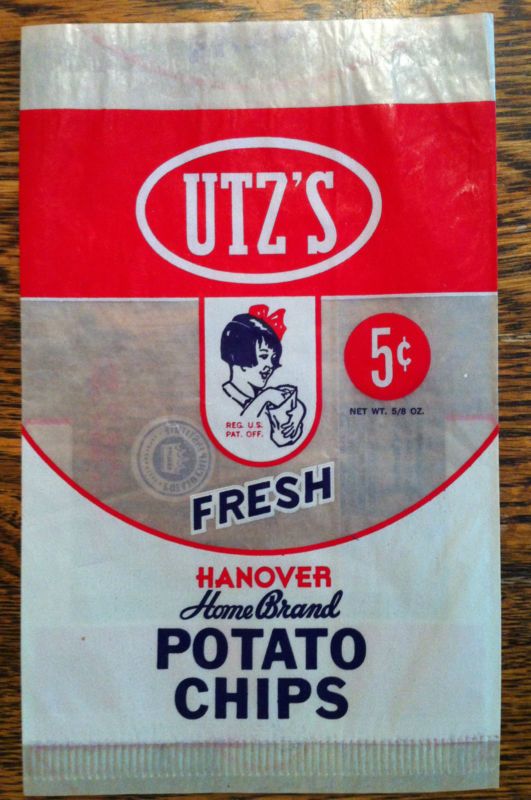 UTZ'S
5¢
NET WT. 5/8 OZ.
REG. U.S.
PAT. OFF.
FRESH
HANOVER
Home Brand
POTATO
CHIPS